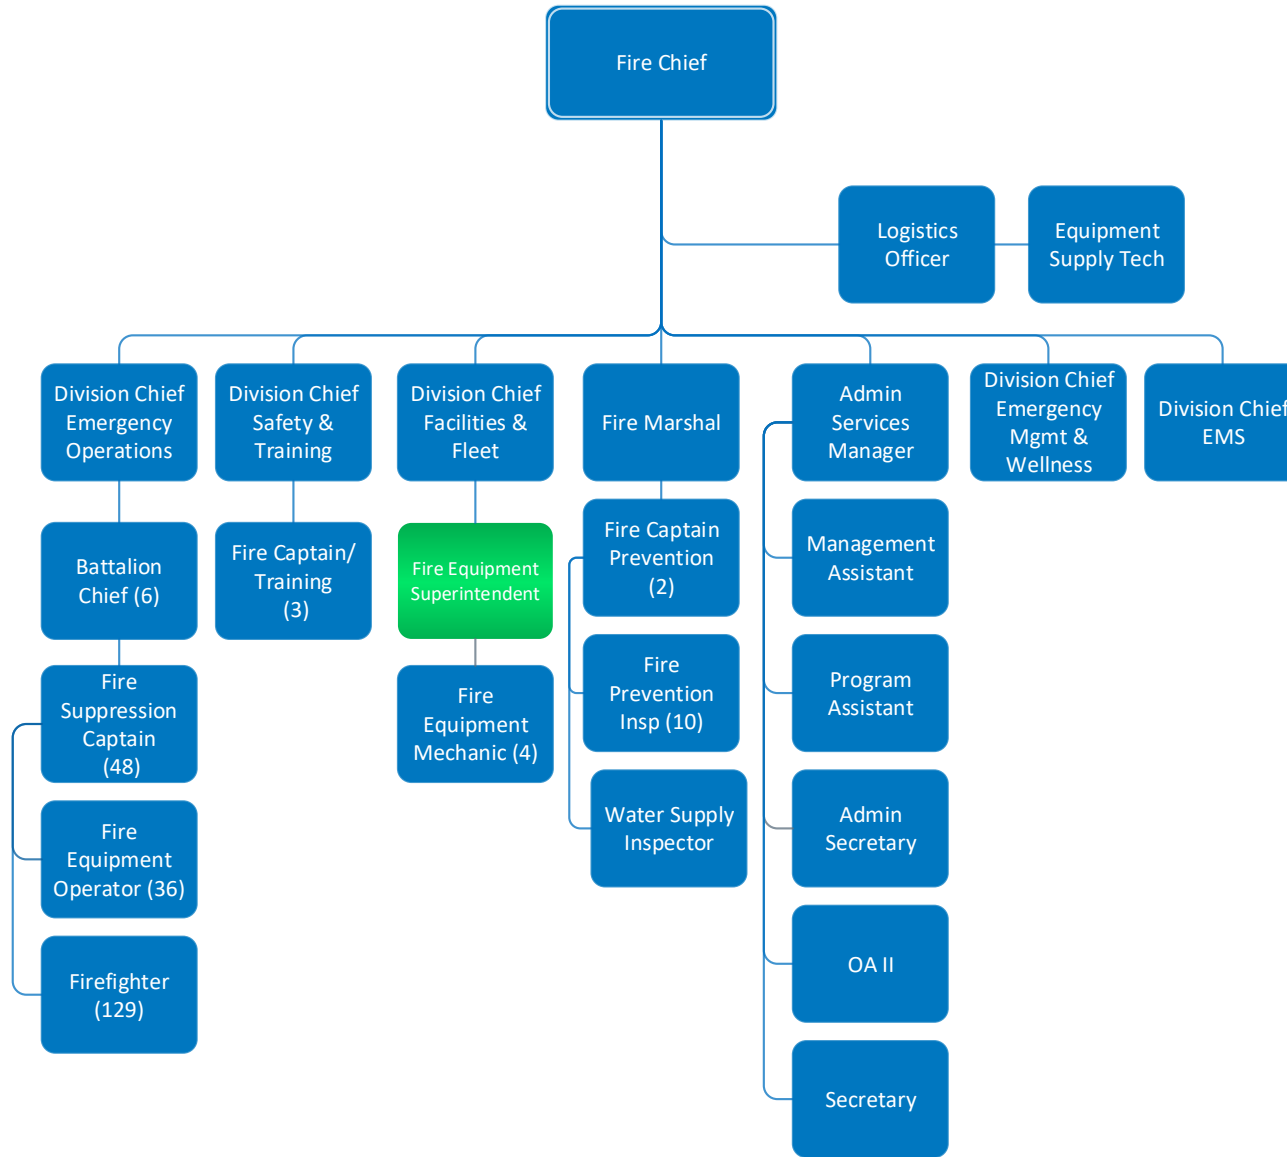 Fire Chief
Logistics
Officer
Equipment
Supply Tech
Division Chief
Emergency
Operations
Division Chief
Safety &
Training
Division Chief
Facilities &
Fleet
Fire Marshal
Admin
Services
Manager
Division Chief
Emergency
Mgmt &
Wellness
Division Chief
EMS
Battalion
Chief (6)
Fire Captain/
Training
(3)
Fire Equipment
Superintendent
Fire Captain
Prevention
(2)
Management
Assistant
Fire
Suppression
Captain
(48)
Fire
Equipment
Mechanic (4)
Fire
Prevention
Insp (10)
Program
Assistant
Fire
Equipment
Operator (36)
Water Supply
Inspector
Admin
Secretary
Firefighter
(129)
OA II
Secretary